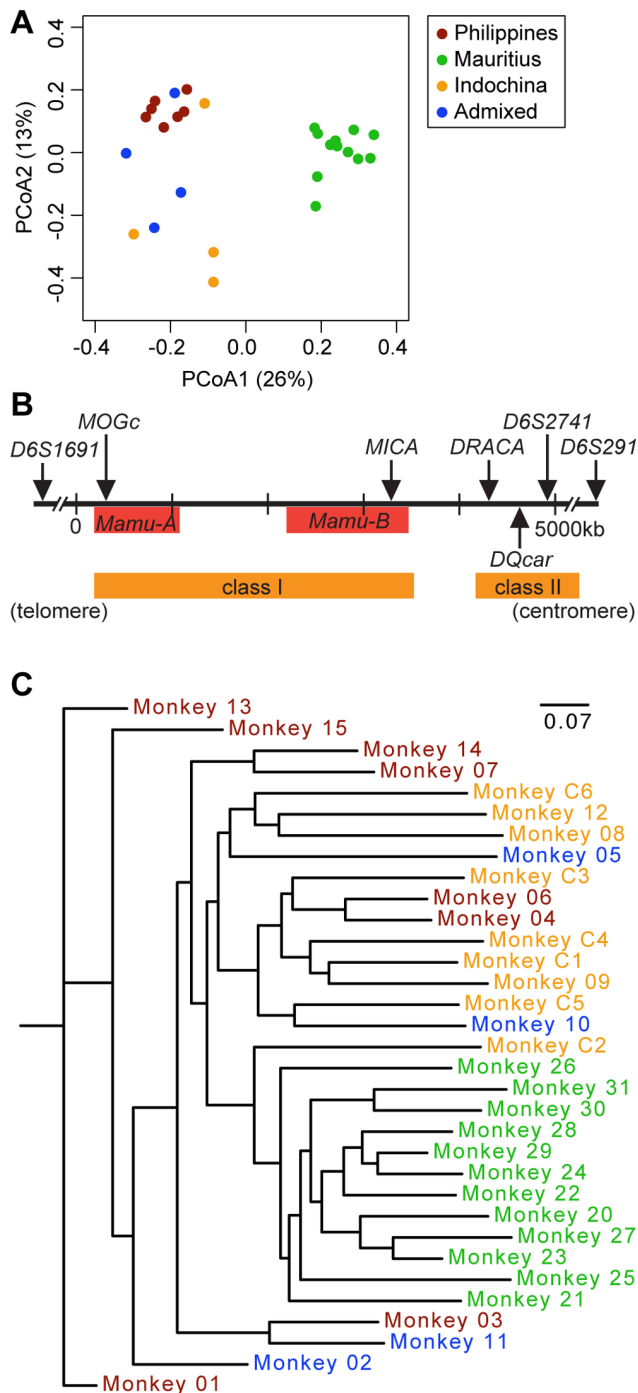 A
Philippines
Mauritius
Indochina
Admixed
PCoA2 (13%)
0.4
0.2
0.0
-0.2
-0.4
-0.4 -0.2 0.0 0.2 0.4
PCoA1 (26%)
B
MOGc D6S2741
D6S1691 MICA DRACA D6S291
0 Mamu-A Mamu-B 5000kb
DQcar
class I class II
(telomere) (centromere)
C
Monkey 13
0.07
Monkey 15
Monkey 14
Monkey 07
Monkey C6
Monkey 12
Monkey 08
Monkey 05
Monkey C3
Monkey 06
Monkey 04
Monkey C4
Monkey C1
Monkey 09
Monkey C5
Monkey 10
Monkey C2
Monkey 26
Monkey 31
Monkey 30
Monkey 28
Monkey 29
Monkey 24
Monkey 22
Monkey 20
Monkey 27
Monkey 23
Monkey 25
Monkey 21
Monkey 03
Monkey 11
Monkey 02
Monkey 01